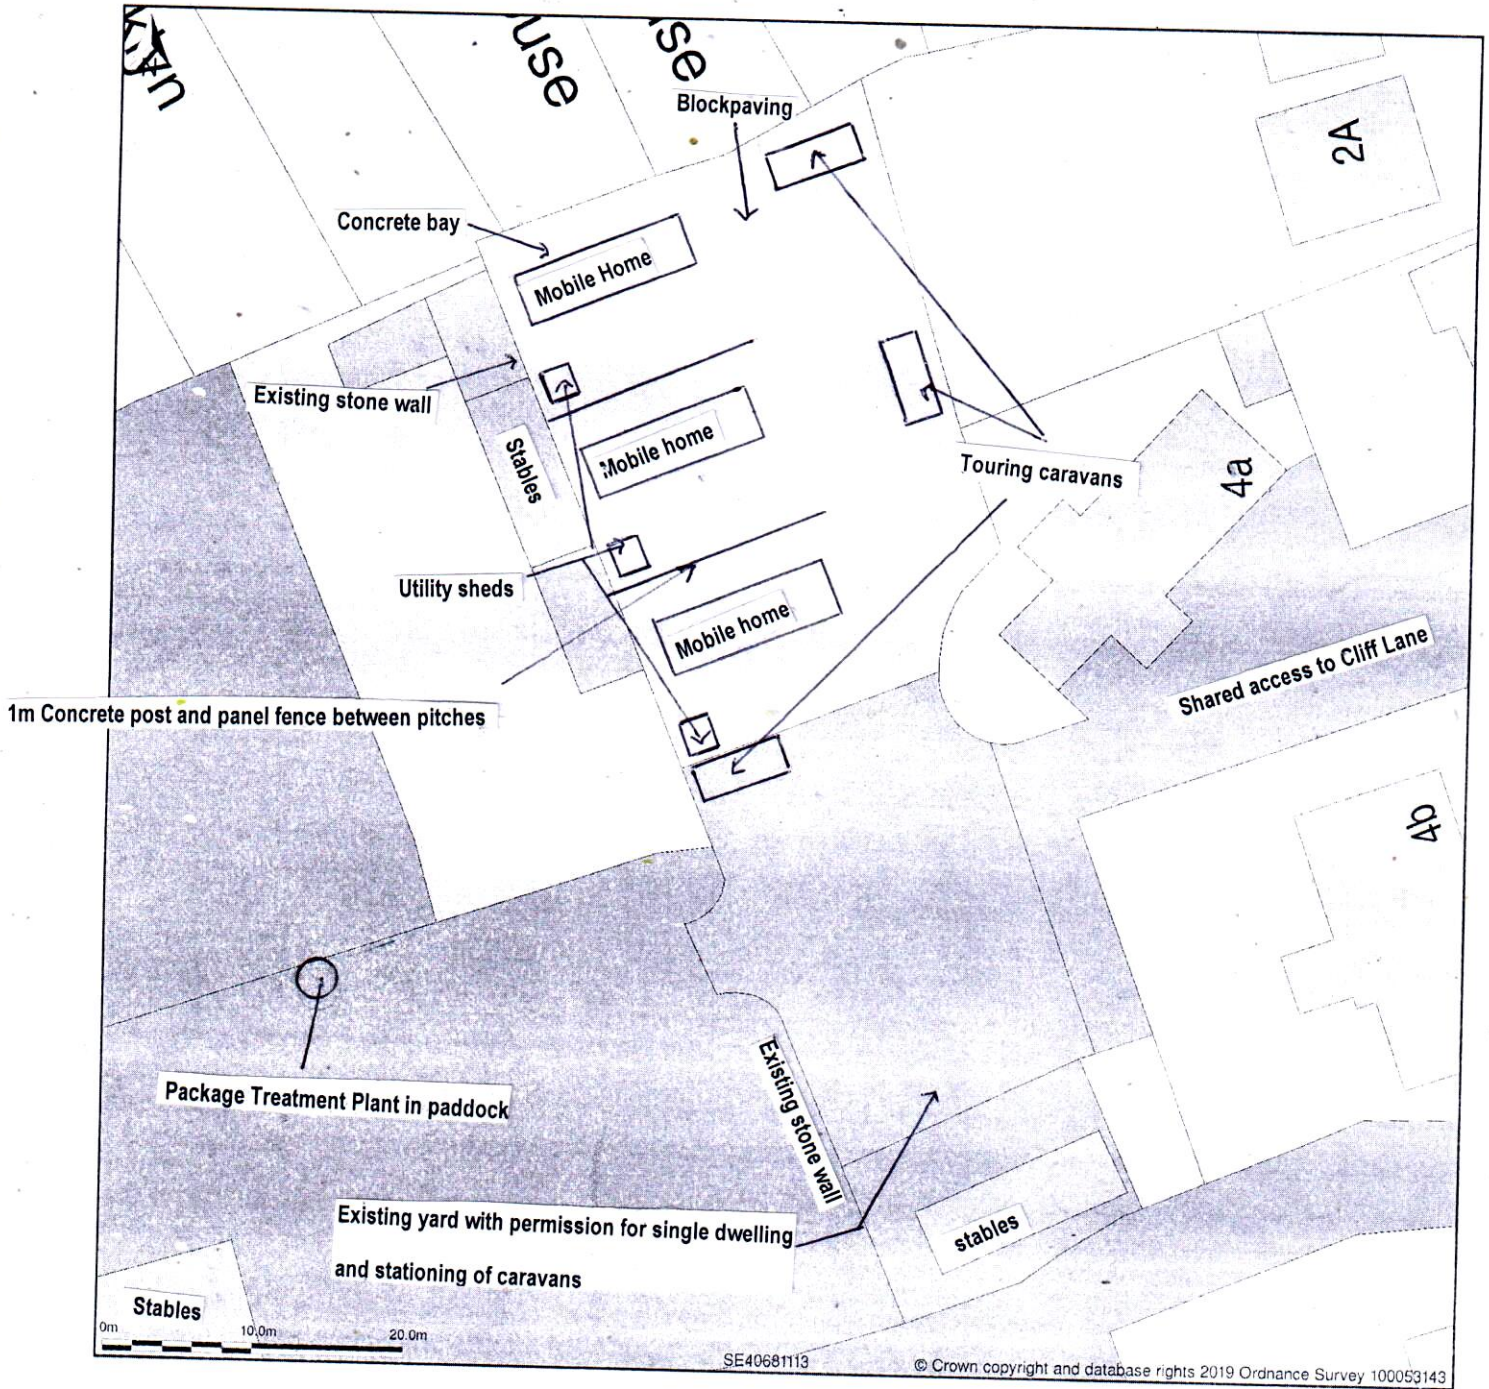 use
se
Blockpaving
2A
Concrete bay
Mobile Home
Existing stone wall
Stables
Mobile home
Touring caravans
4a
Utility sheds
Mobile home
Shared access to Cliff Lane
1m Concrete post and panel fence between pitches
4b
Package Treatment Plant in paddock
Existing stone wall
Existing yard with permission for single dwelling
and stationing of caravans
stables
Stables
0m 10.0m 20.0m
SE40681113
© Crown copyright and database rights 2019 Ordnance Survey 100053143